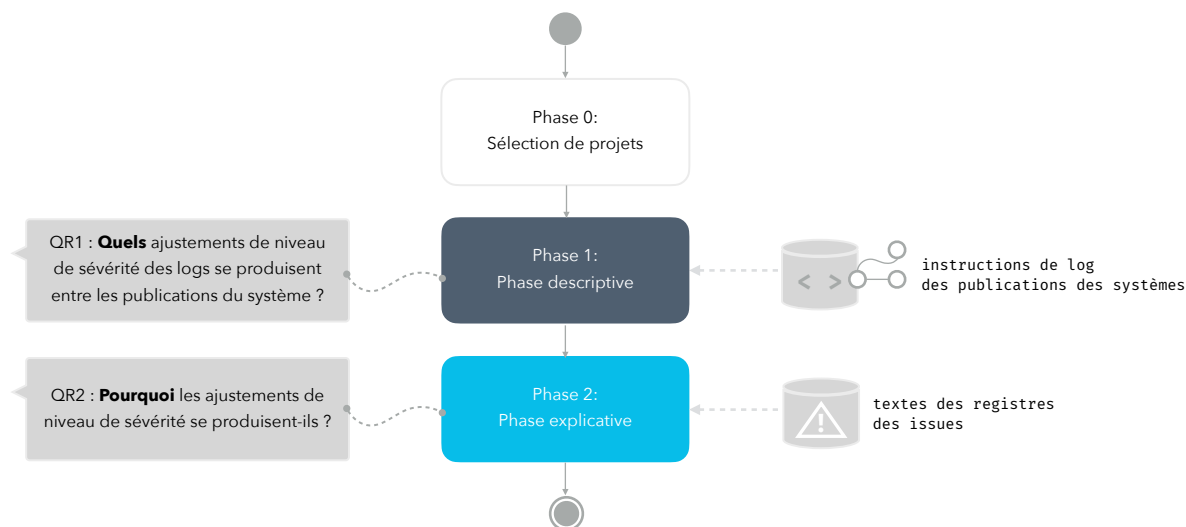 Phase 0:
Sélection de projets
QR1 : Quels ajustements de niveau
de sévérité des logs se produisent
entre les publications du système ?
Phase 1:
Phase descriptive
< >
instructions de log
des publications des systèmes
QR2 : Pourquoi les ajustements de
niveau de sévérité se produisent-ils ?
Phase 2:
Phase explicative
!
textes des registres
des issues